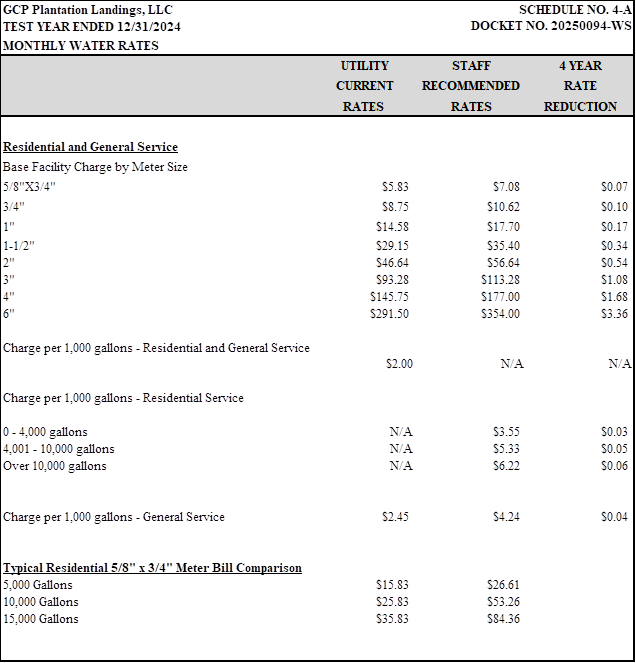 GCP Plantation Landings, LLC SCHEDULE NO. 4-A
TEST YEAR ENDED 12/31/2024 DOCKET NO. 20250094-WS
MONTHLY WATER RATES
UTILITY STAFF 4 YEAR
CURRENT RECOMMENDED RATE
RATES RATES REDUCTION
Residential and General Service
Base Facility Charge by Meter Size
5/8"X3/4" $5.83 $7.08 $0.07
3/4" $8.75 $10.62 $0.10
1" $14.58 $17.70 $0.17
1-1/2" $29.15 $35.40 $0.34
2" $46.64 $56.64 $0.54
3" $93.28 $113.28 $1.08
4" $145.75 $177.00 $1.68
6" $291.50 $354.00 $3.36
Charge per 1,000 gallons - Residential and General Service
$2.00 N/A N/A
Charge per 1,000 gallons - Residential Service
0 - 4,000 gallons N/A $3.55 $0.03
4,001 - 10,000 gallons N/A $5.33 $0.05
Over 10,000 gallons N/A $6.22 $0.06
Charge per 1,000 gallons - General Service $2.45 $4.24 $0.04
Typical Residential 5/8" x 3/4" Meter Bill Comparison
5,000 Gallons $15.83 $26.61
10,000 Gallons $25.83 $53.26
15,000 Gallons $35.83 $84.36